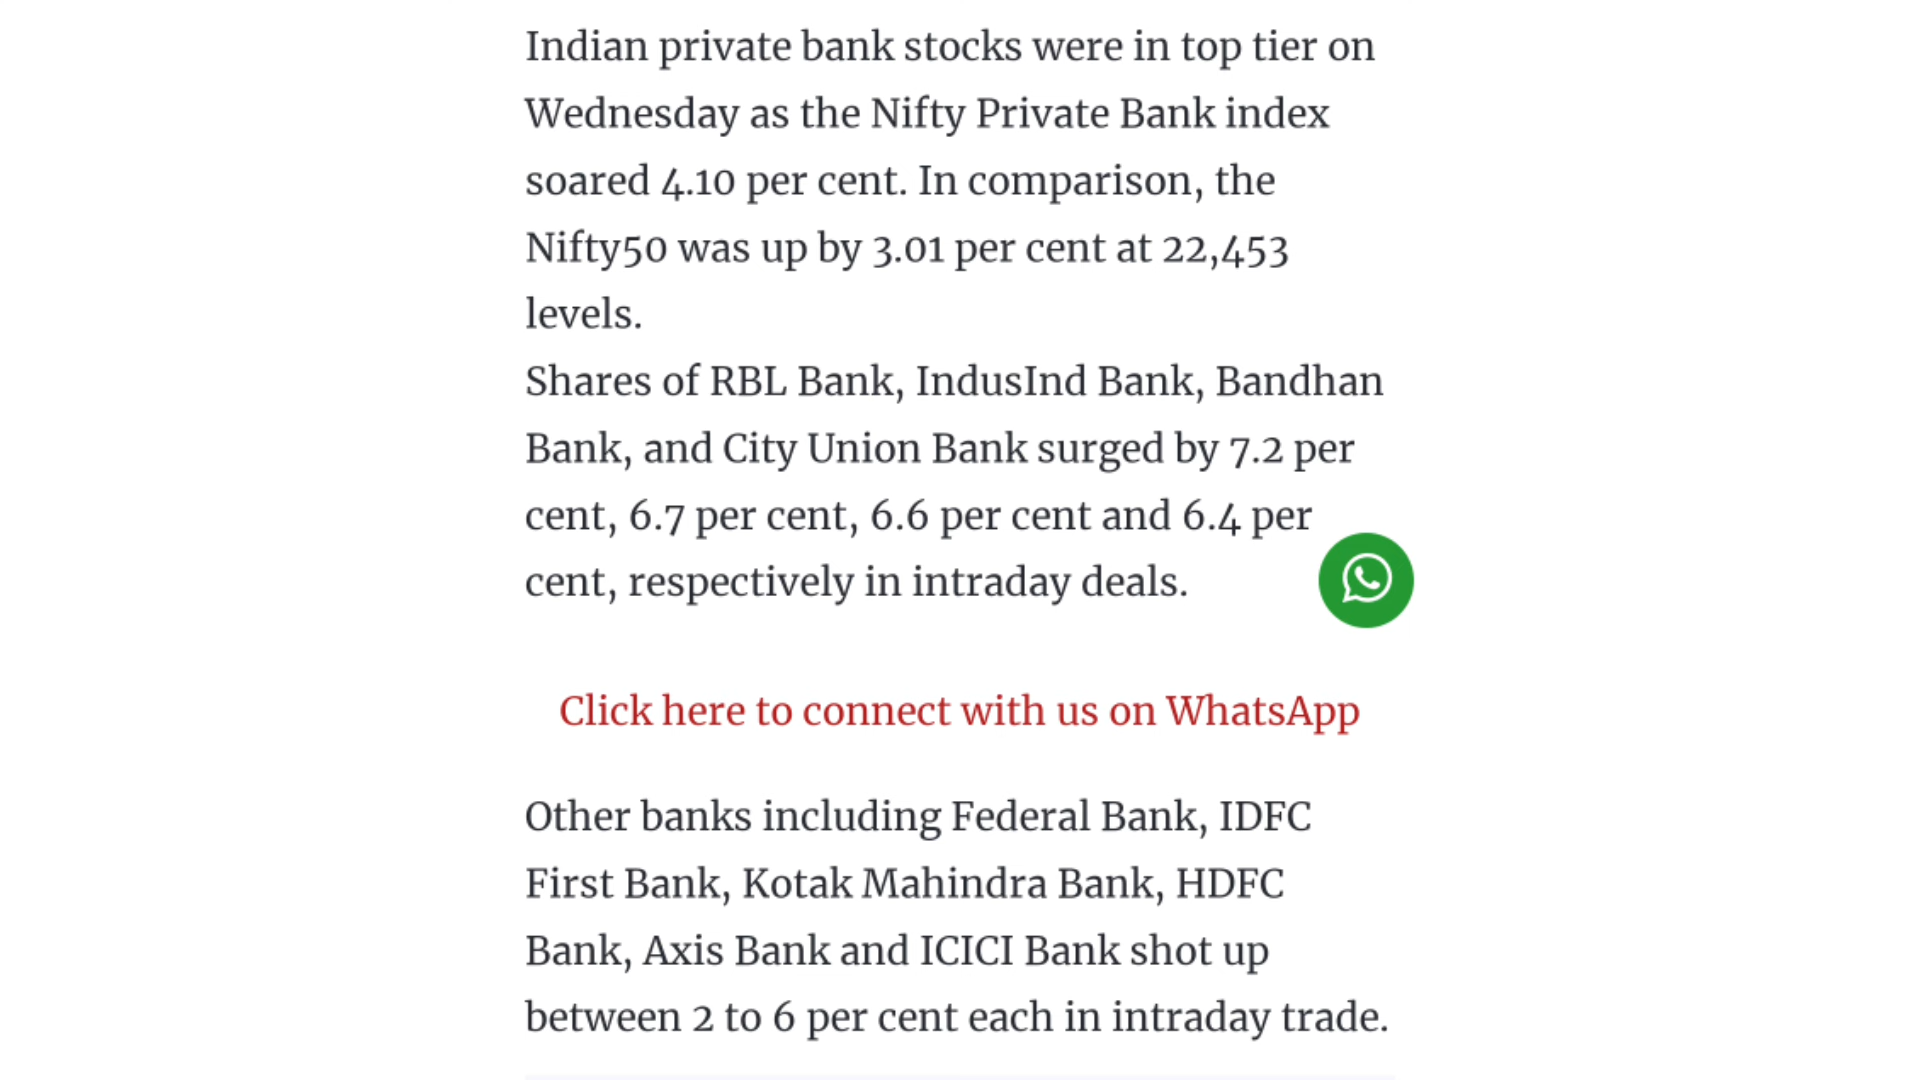 Indian private bank stocks were in top tier on
Wednesday as the Nifty Private Bank index
soared 4.10 per cent. In comparison, the
Nifty50 was up by 3.01 per cent at 22,453
levels.
Shares of RBL Bank, IndusInd Bank, Bandhan
Bank, and City Union Bank surged by 7.2 per
cent, 6.7 per cent, 6.6 per cent and 6.4 per
cent, respectively in intraday deals.
Click here to connect with us on WhatsApp
Other banks including Federal Bank, IDFC
First Bank, Kotak Mahindra Bank, HDFC
Bank, Axis Bank and ICICI Bank shot up
between 2 to 6 per cent each in intraday trade.